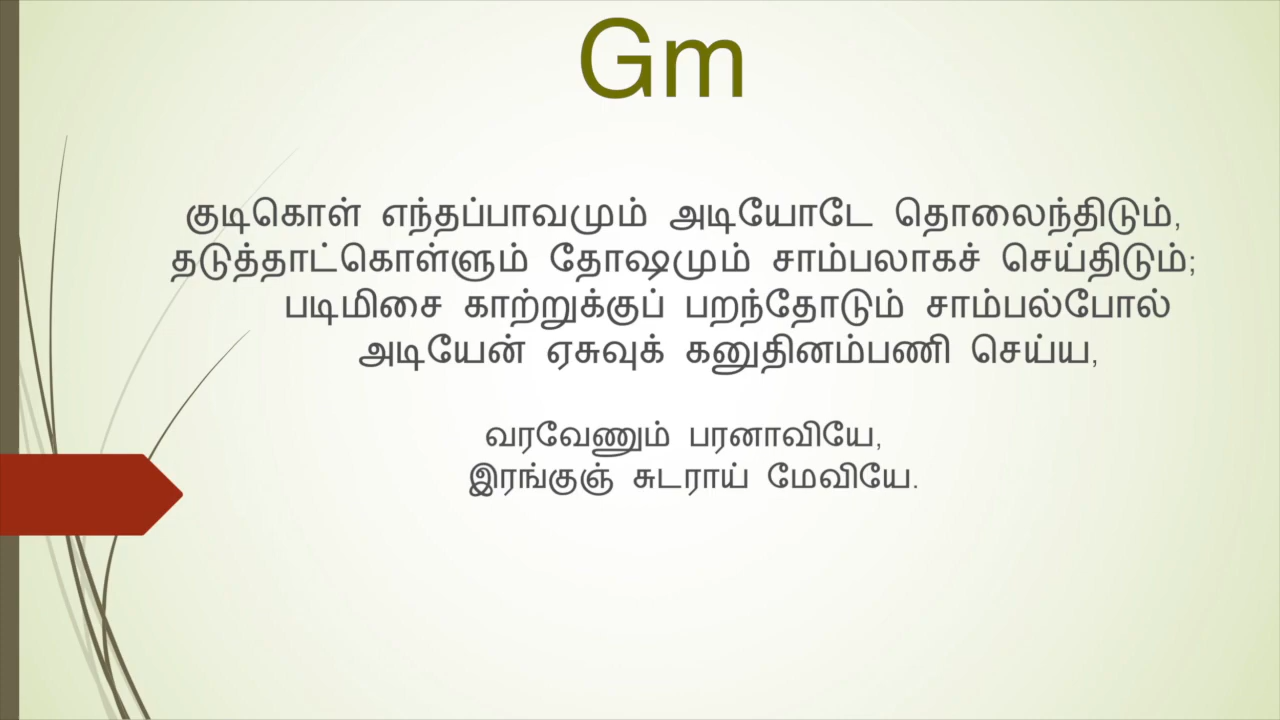 Gm
குடிகொள் எந்தப்பாவமும் அடியோடே தொலைந்திடும்,
தடுத்தாட்கொள்ளும் தோஷமும் சாம்பலாகச் செய்திடும்;
படிமிசை காற்றுக்குப் பறந்தோடும் சாம்பல்போல்
அடியேன் ஏசுவுக் கனுதினம்பணி செய்ய,
வரவேணும் பரனாவியே,
இரங்குஞ் சுடராய் மேவியே.